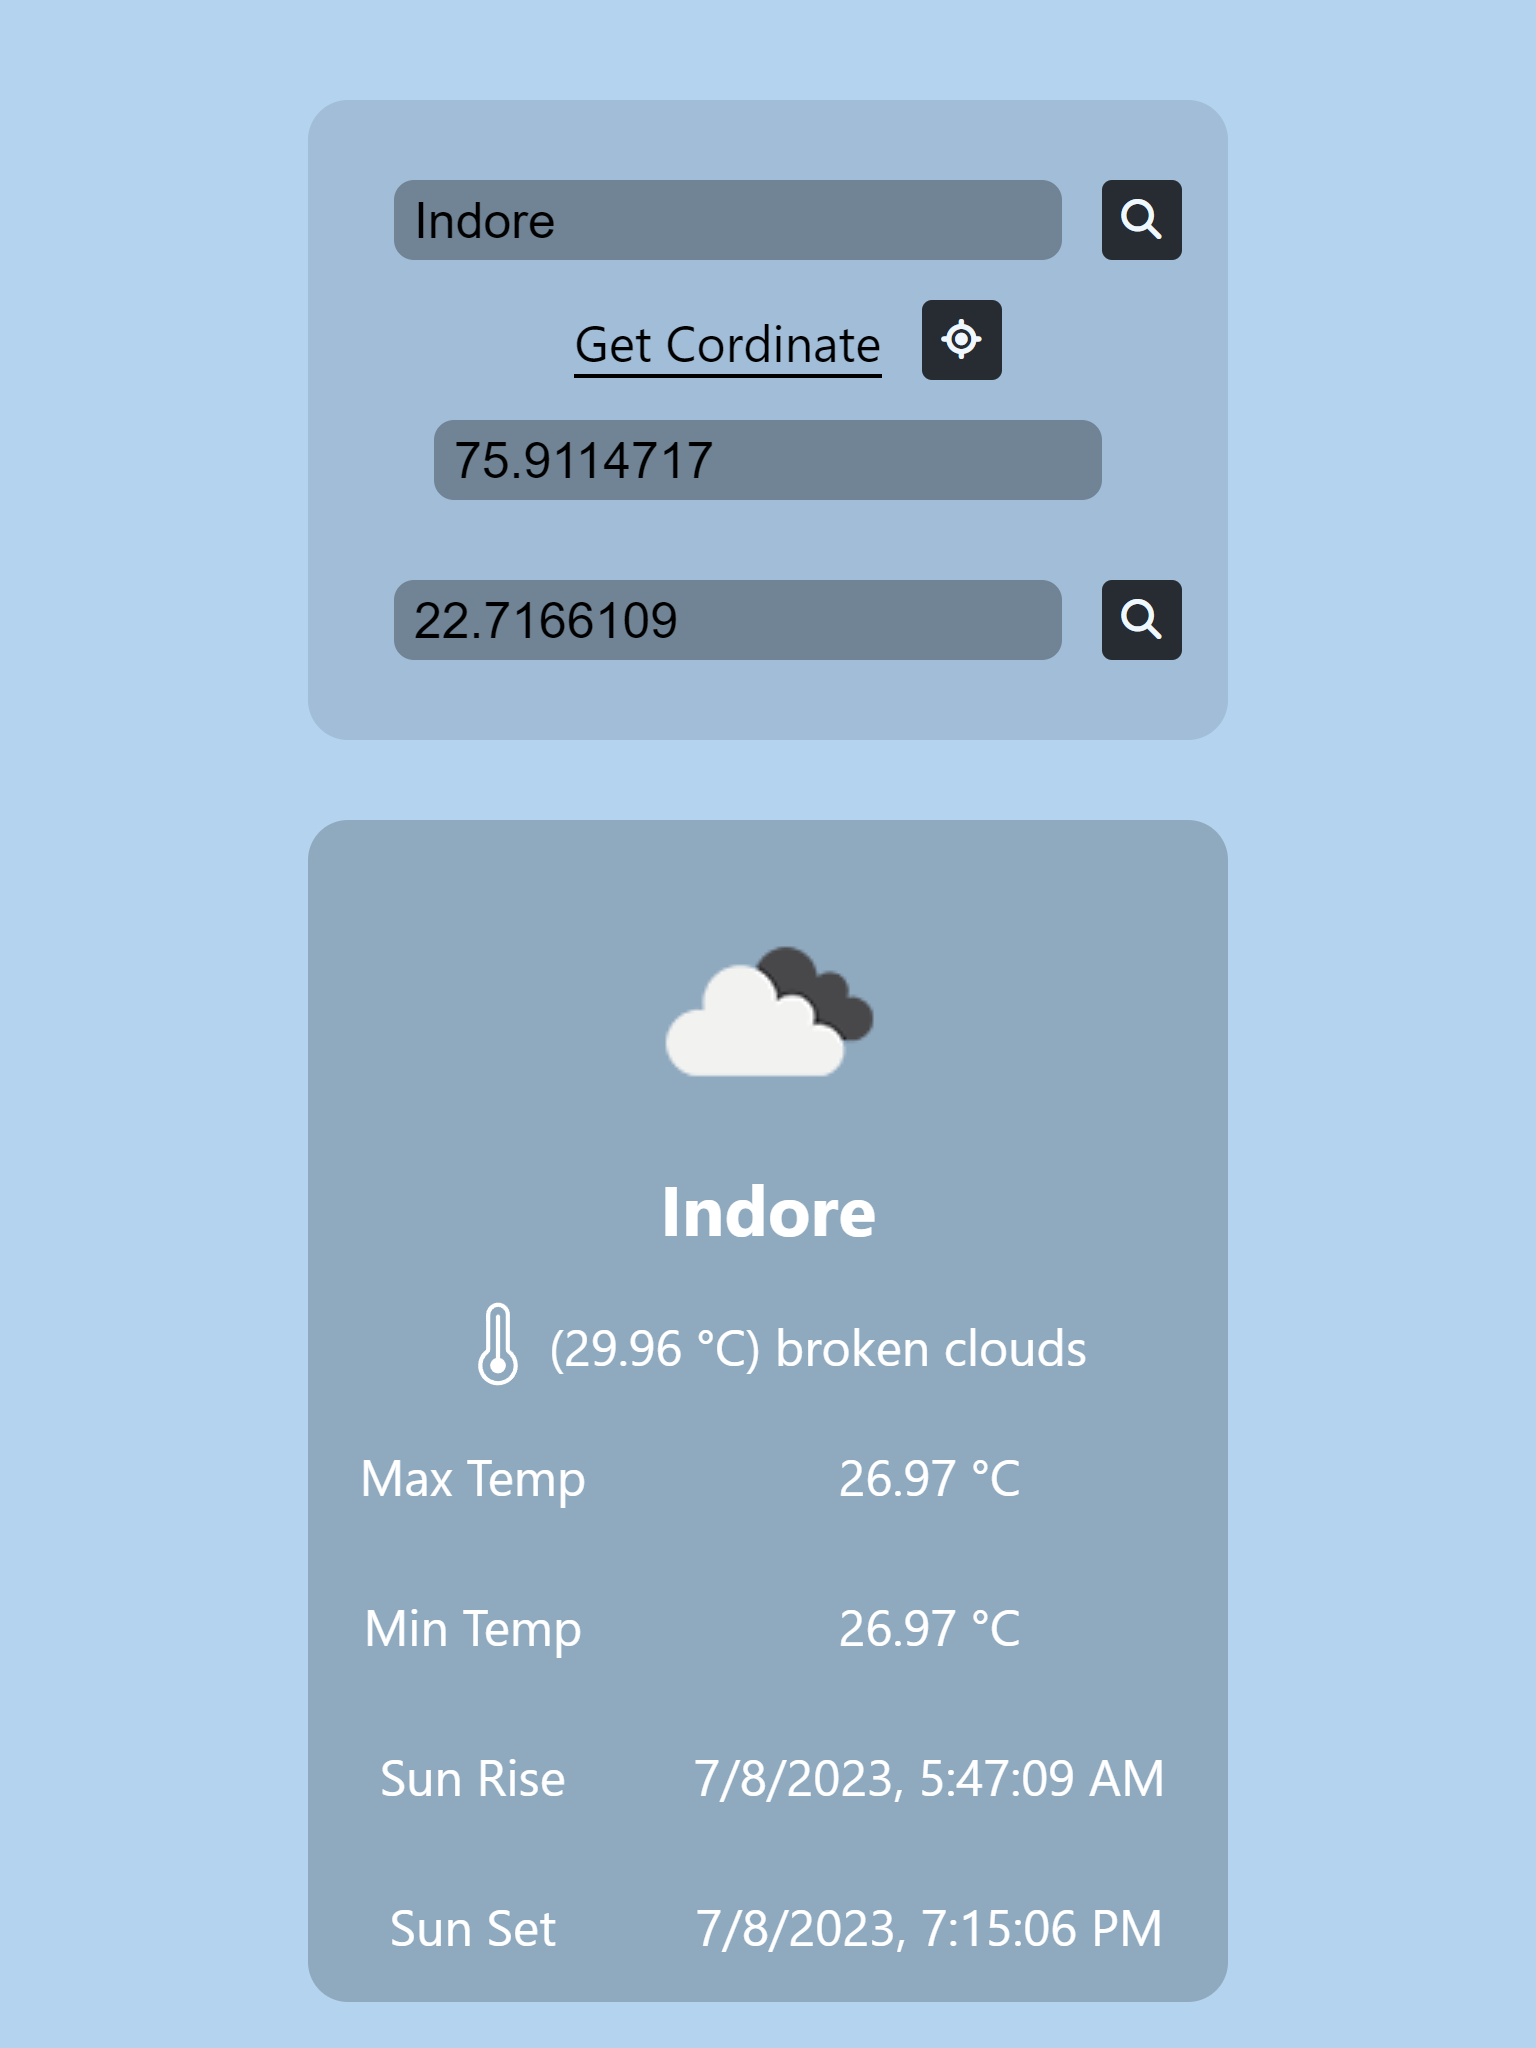 Indore
Get Cordinate
75.9114717
22.7166109
Indore
(29.96 °C) broken clouds
Max Temp 26.97 °C
Min Temp 26.97 °C
Sun Rise 7/8/2023, 5:47:09 AM
Sun Set 7/8/2023, 7:15:06 PM